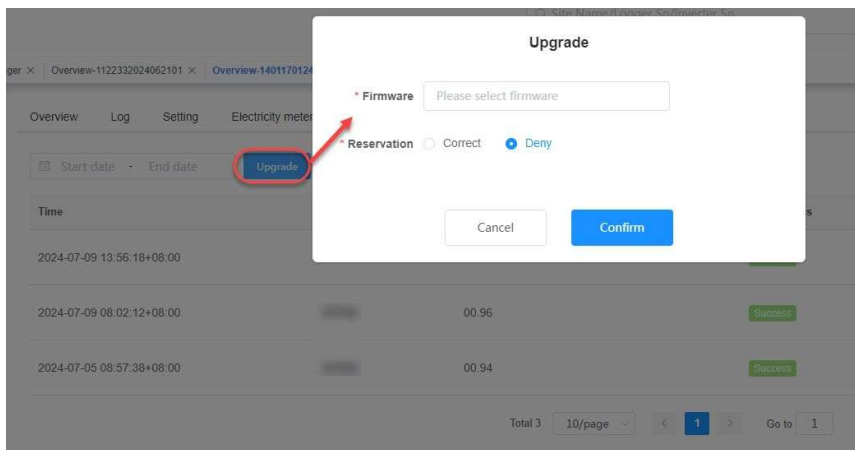 Site Name/Logger Sn/Inverter Sn
Upgrade
ger × Overview-1122332024062101 × Overview-1401170124
* Firmware Please select firmware
Overview Log Setting Electricity meter
* Reservation Correct Deny
Start date - End date Upgrade
Time s
Cancel Confirm
2024-07-09 13:56:18+08:00
2024-07-09 08:02:12+08:00 00.96 Success
2024-07-05 08:57:38+08:00 00.94 Success
Total 3 10/page < 1 > Go to 1